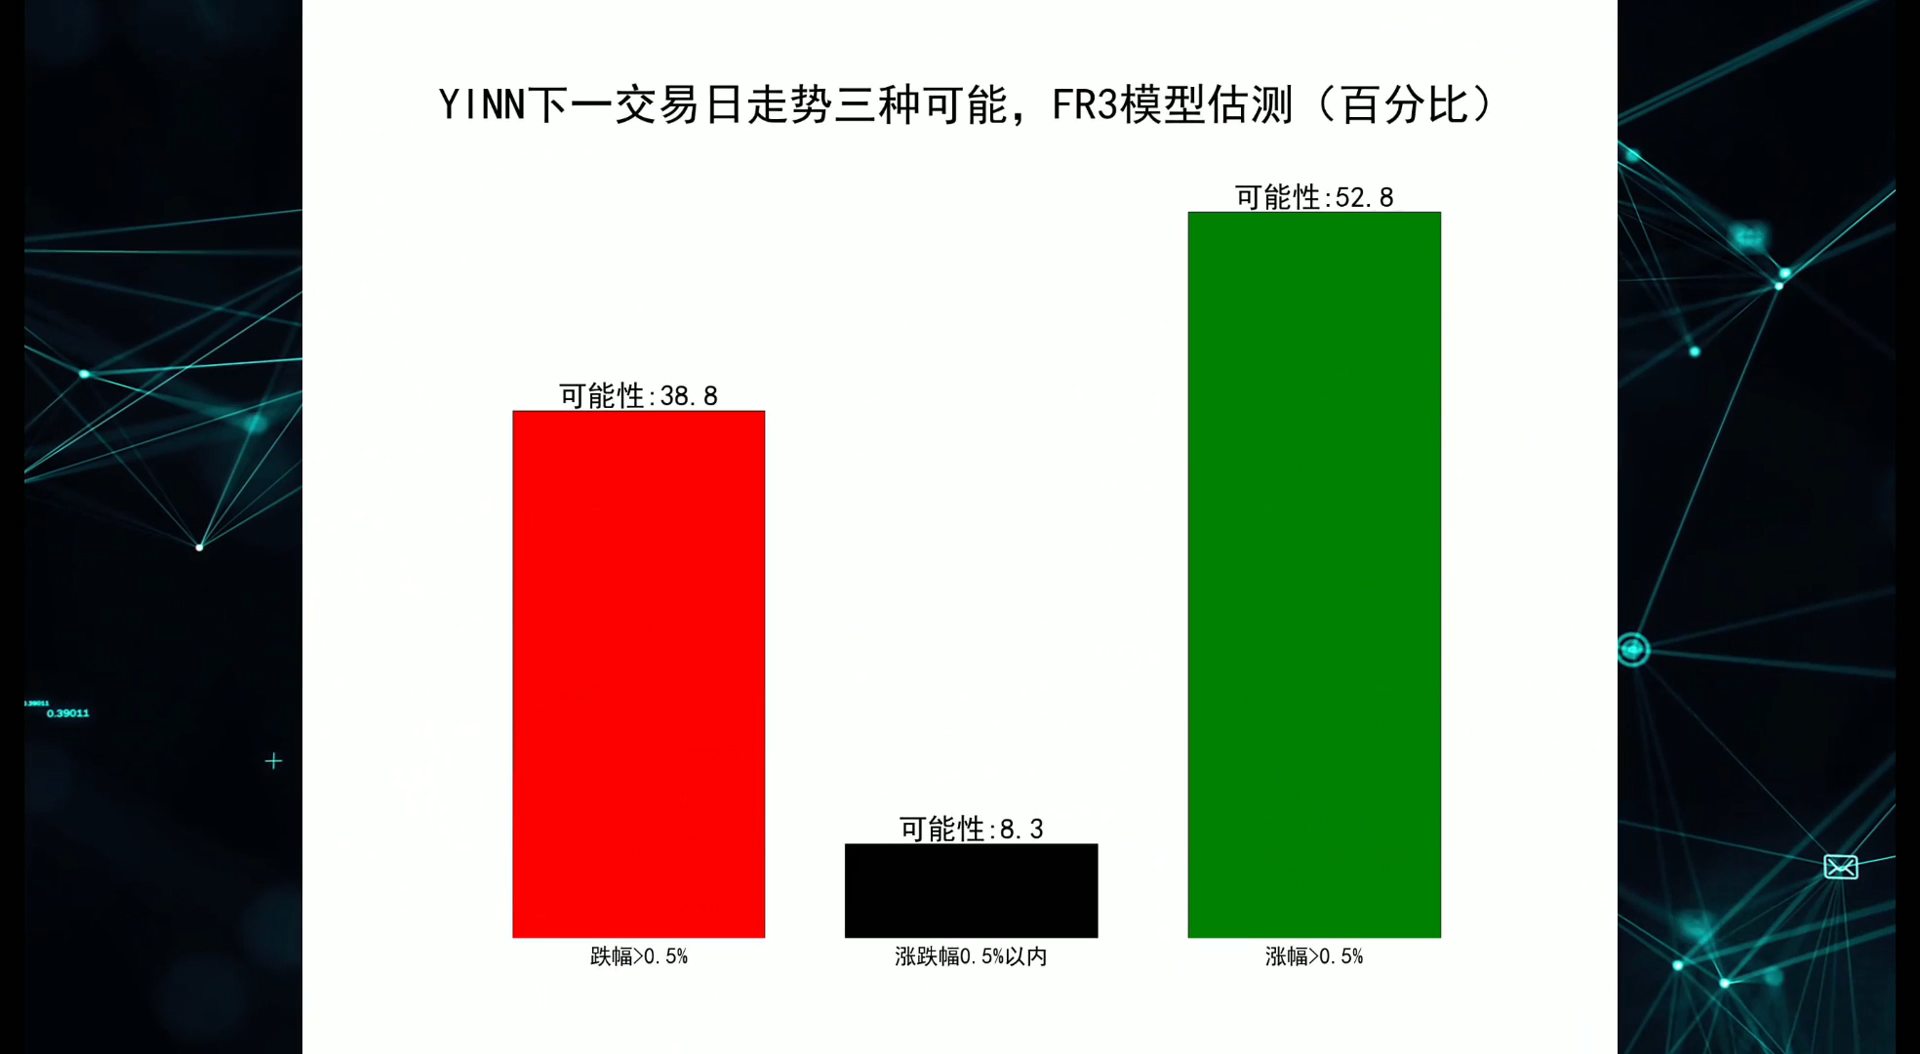 YINN下一交易日走势三种可能，FR3模型估测（百分比）
可能性:52.8
可能性:38.8
可能性:8.3
跌幅>0.5% 涨跌幅0.5%以内 涨幅>0.5%
0.39011
0.39011